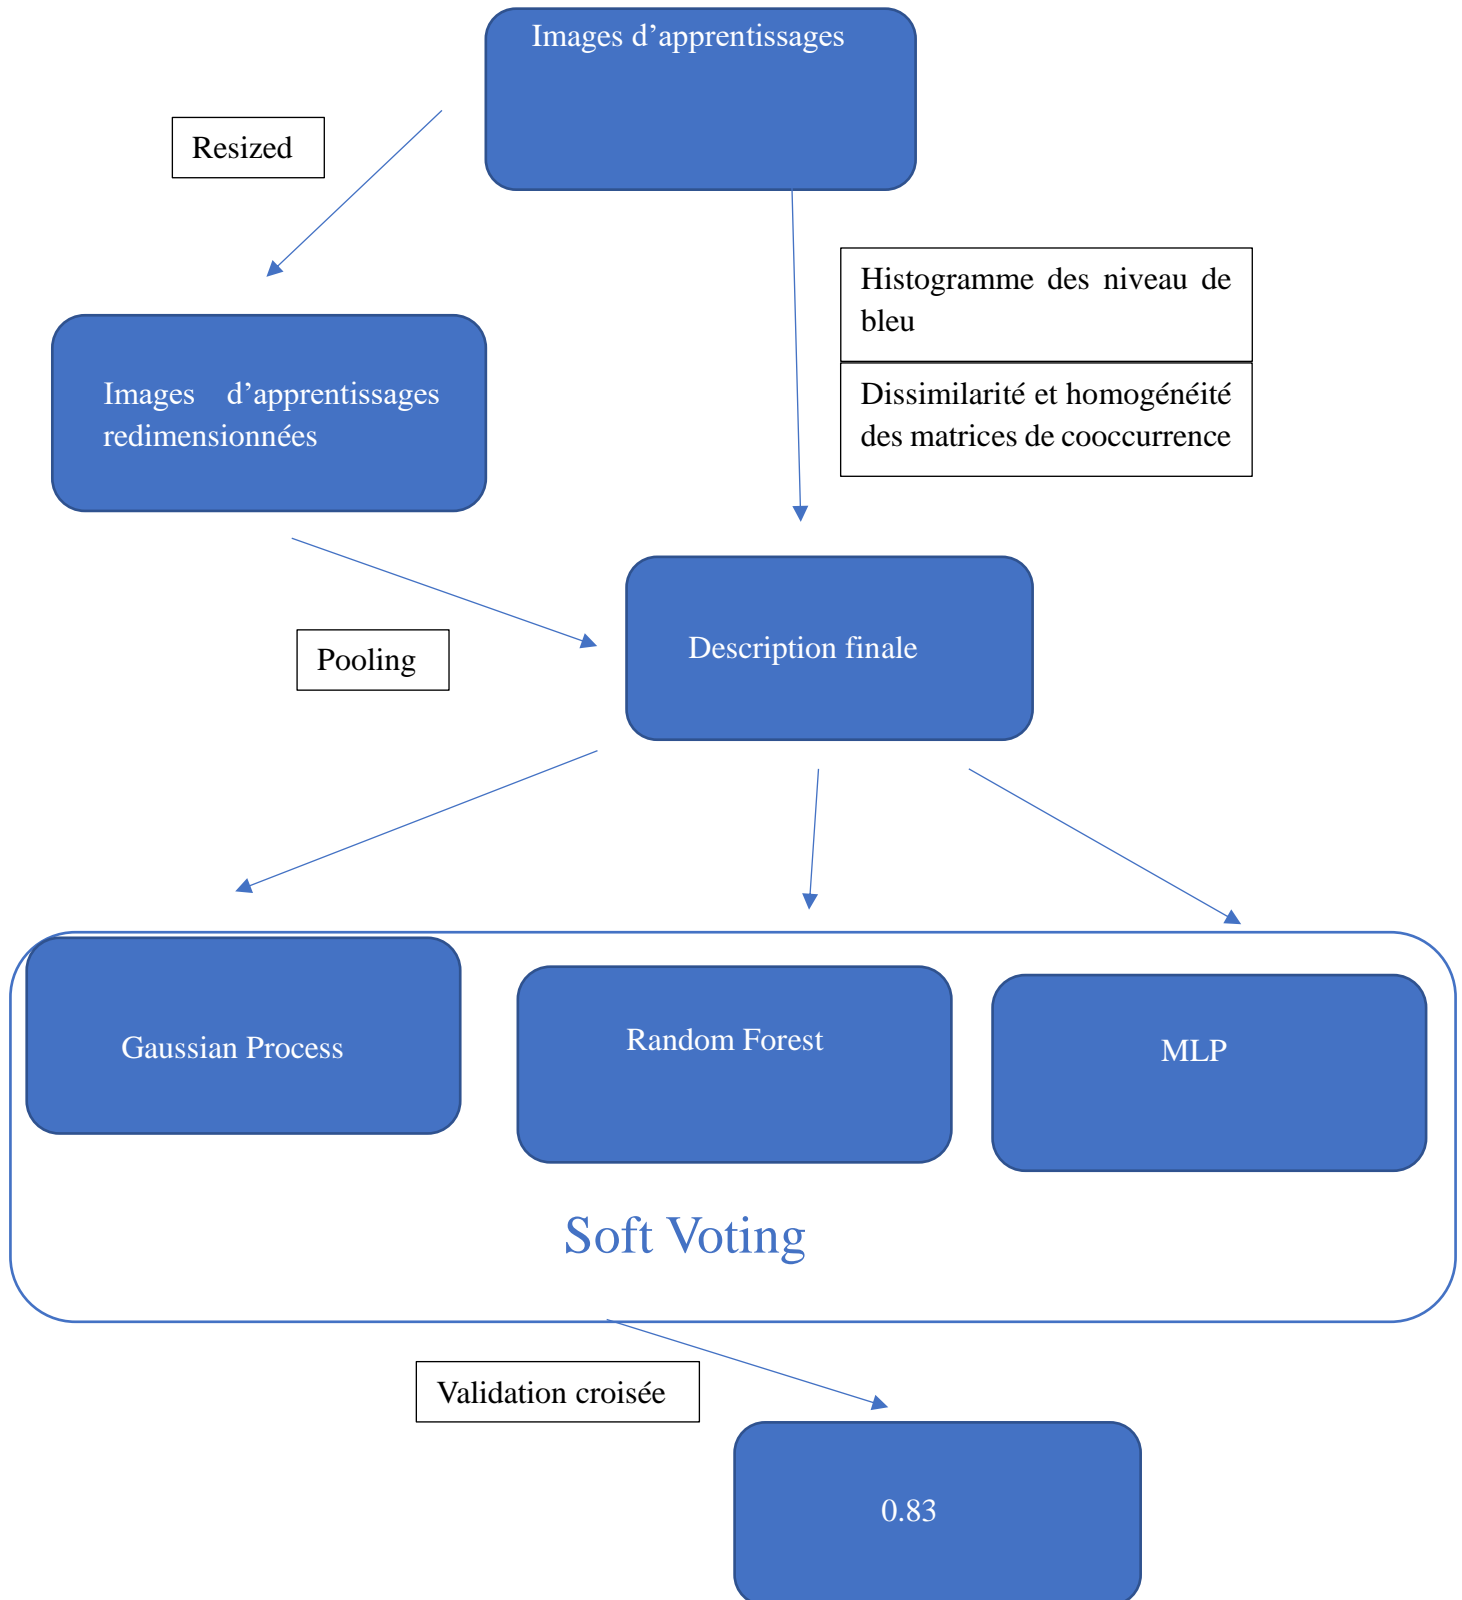 Images d’apprentissages
Resized
Histogramme des niveau de
bleu
Dissimilarité et homogénéité
des matrices de cooccurrence
Images d’apprentissages
redimensionnées
Description finale
Pooling
Gaussian Process
Random Forest
MLP
Soft Voting
Validation croisée
0.83